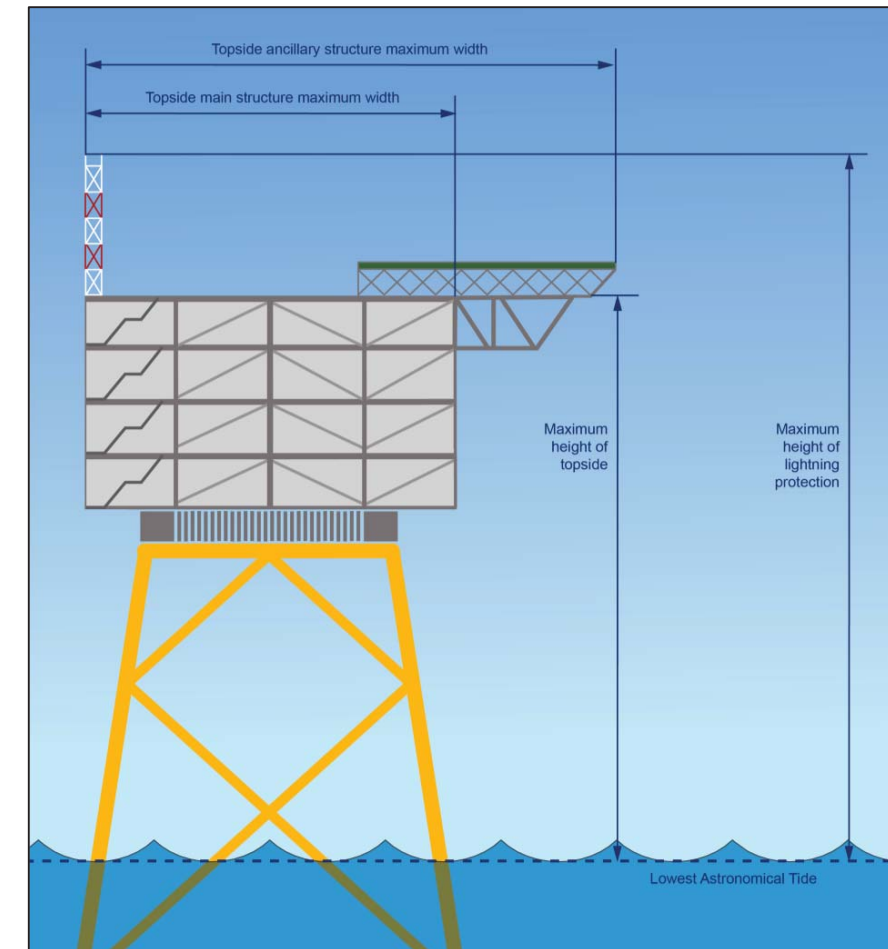 Topside ancillary structure maximum width
Topside main structure maximum width
Maximum
height of
topside
Maximum
height of
lightning
protection
Lowest Astronomical Tide